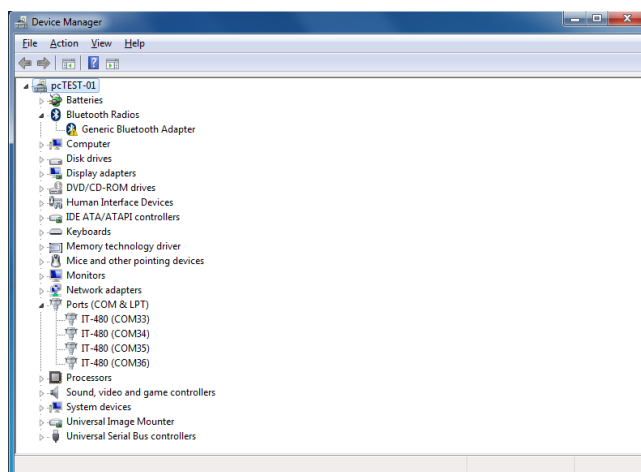 Device Manager
File Action View Help
pcTEST-01
Batteries
Bluetooth Radios
Generic Bluetooth Adapter
Computer
Disk drives
Display adapters
DVD/CD-ROM drives
Human Interface Devices
IDE ATA/ATAPI controllers
Keyboards
Memory technology driver
Mice and other pointing devices
Monitors
Network adapters
Ports (COM & LPT)
IT-480 (COM33)
IT-480 (COM34)
IT-480 (COM35)
IT-480 (COM36)
Processors
Sound, video and game controllers
System devices
Universal Image Mounter
Universal Serial Bus controllers